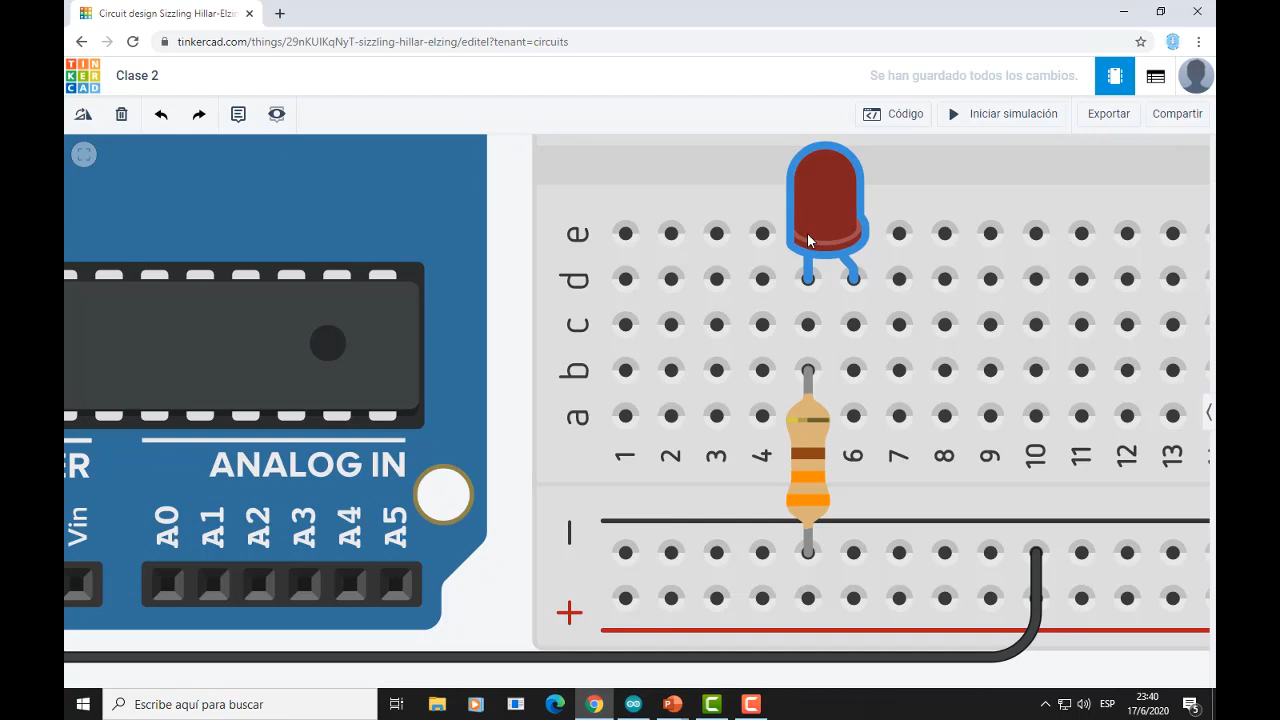 Circuit design Sizzling Hillar-Elzin
tinkercad.com/things/29nKUIKqNyT-sizzling-hillar-elzing/editel?tenant=circuits
TIN
KER
CAD
Clase 2
Se han guardado todos los cambios.
Código
Iniciar simulación
Exportar
Compartir
e
d
c
b
a
1 2 3 4 6 7 8 9 10 11 12 13
ER
ANALOG IN
Vin
A0
A1
A2
A3
A4
A5
−
+
Escribe aquí para buscar
ESP
23:40
17/6/2020
5